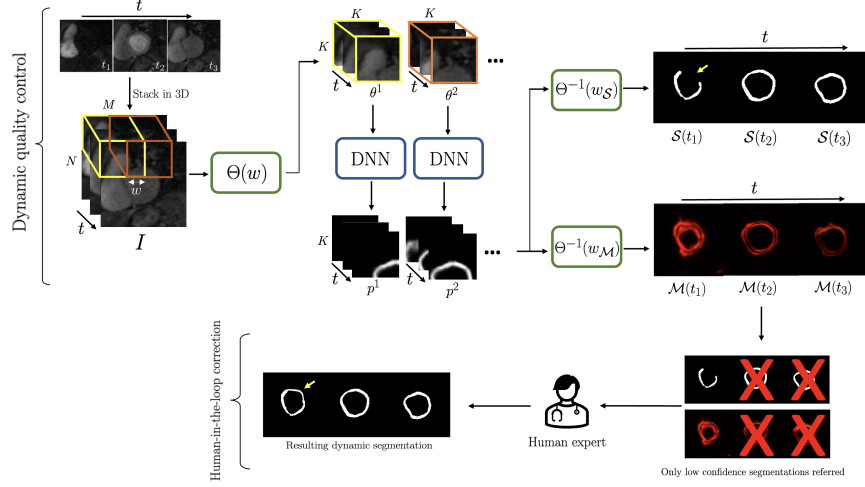 Dynamic quality control
t
t₁ t₂ t₃
Stack in 3D
M
N
w
t
I
Θ(w)
K K
K
t θ¹ t θ² ...
DNN DNN
K
t p¹ t p² ...
Θ⁻¹(w_𝒮)
t
𝒮(t₁) 𝒮(t₂) 𝒮(t₃)
Θ⁻¹(w_ℳ)
t
ℳ(t₁) ℳ(t₂) ℳ(t₃)
Human-in-the-loop correction
Resulting dynamic segmentation
Human expert
Only low confidence segmentations referred